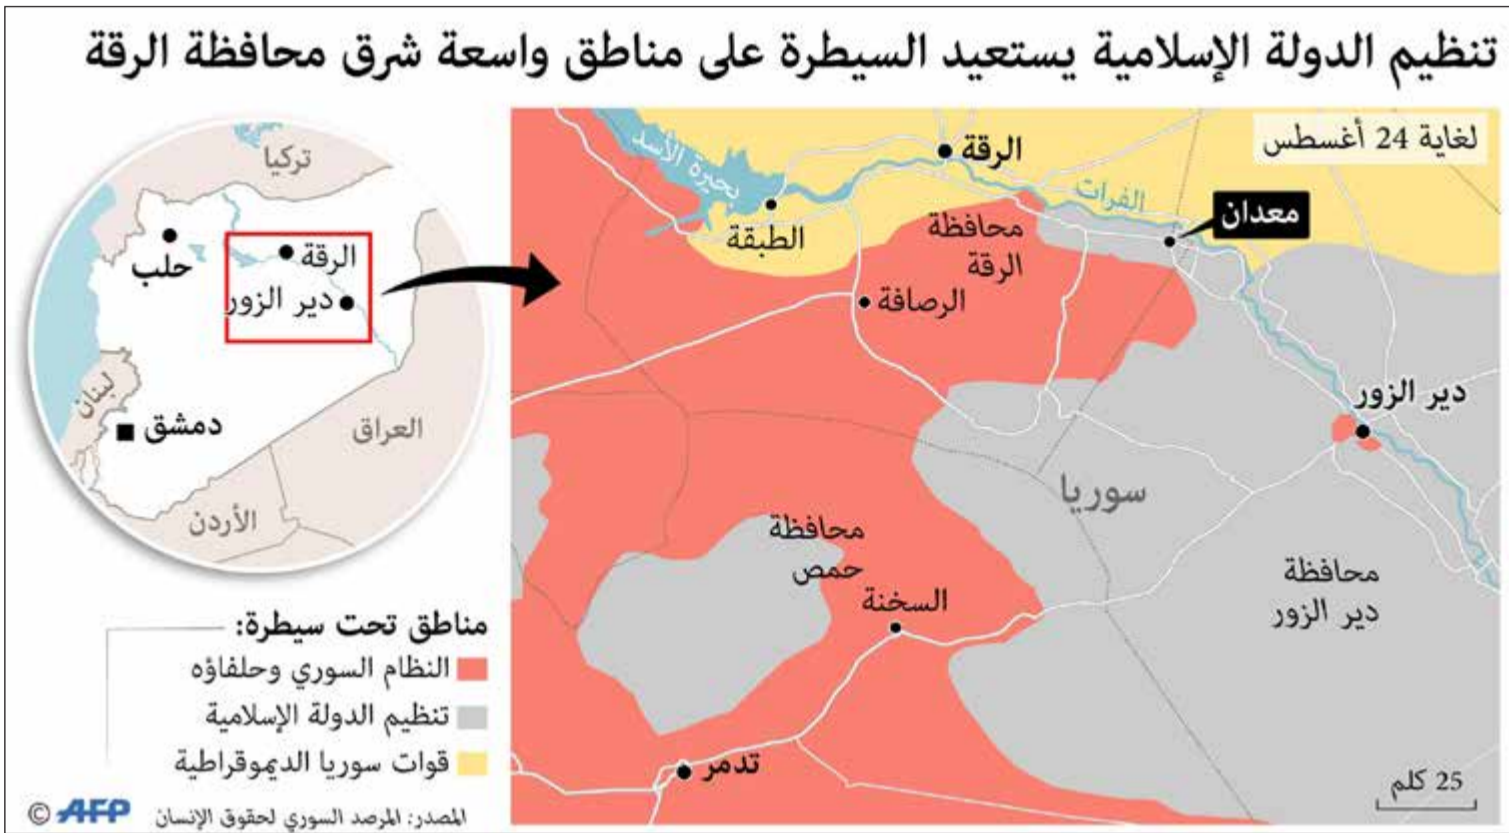 تنظيم الدولة الإسلامية يستعيد السيطرة على مناطق واسعة شرق محافظة الرقة
لغاية 24 أغسطس
الرقة
بحيرة الأسد
الفرات
معدان
الطبقة
محافظة
الرقة
الرصافة
دير الزور
سوريا
محافظة
حمص
السخنة
محافظة
دير الزور
تدمر
25 كلم
تركيا
حلب
الرقة
دير الزور
لبنان
دمشق
العراق
الأردن
مناطق تحت سيطرة:
النظام السوري وحلفاؤه
تنظيم الدولة الإسلامية
قوات سوريا الديموقراطية
المصدر: المرصد السوري لحقوق الإنسان
AFP ©